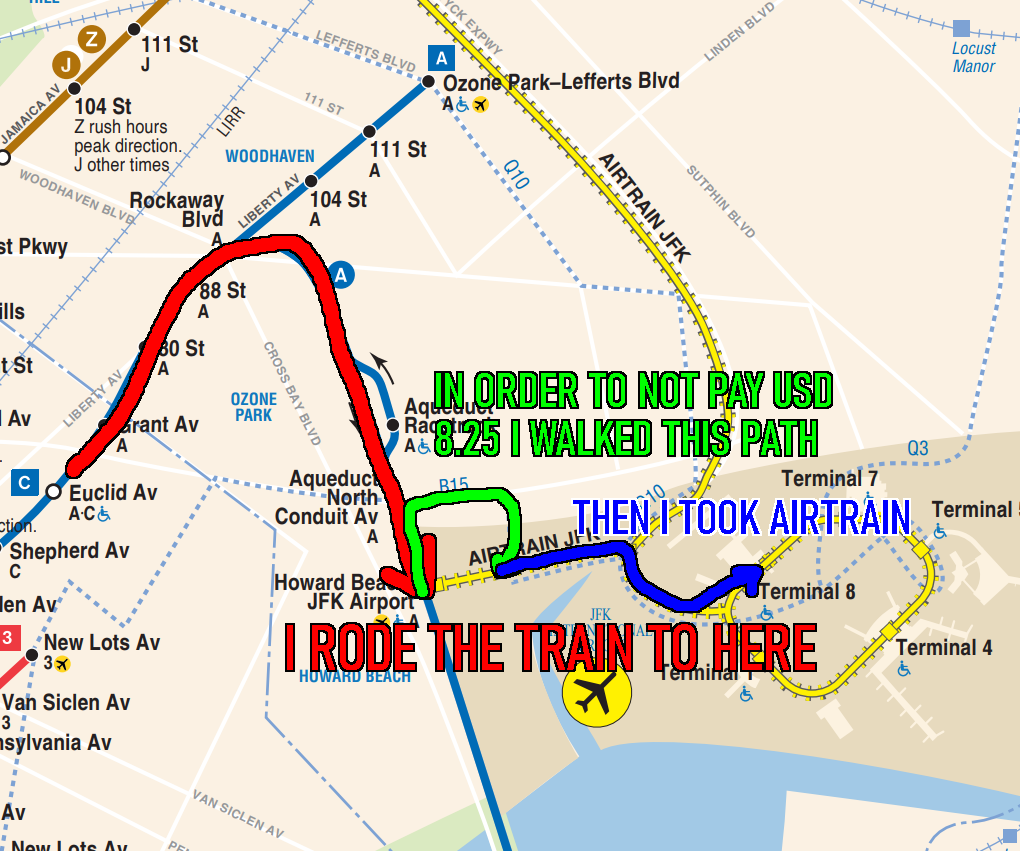 HILL
Z
J
111 St
J
104 St
Z rush hours
peak direction.
J other times
JAMAICA AV
WOODHAVEN BLVD
LIRR
LEFFERTS BLVD
111 ST
WOODHAVEN
A
Ozone Park–Lefferts Blvd
A
111 St
A
104 St
A
LIBERTY AV
Rockaway
Blvd
A
A
Q10
AIRTRAIN JFK
EXPWY
LINDEN BLVD
SUTPHIN BLVD
Locust
Manor
st Pkwy
88 St
A
80 St
A
ills
t St
Av
LIBERTY AV
Grant Av
A
CROSS BAY BLVD
OZONE
PARK
Aqueduct
A
IN ORDER TO NOT PAY USD
8.25 I WALKED THIS PATH
Q3
C
Euclid Av
A·C
ction.
Shepherd Av
C
Aqueduct
North
Conduit Av
A
B15
THEN I TOOK AIRTRAIN
Terminal 7
Terminal 5
AIRTRAIN JFK
Howard Beach
JFK Airport
A
Terminal 8
JFK
I RODE THE TRAIN TO HERE
HOWARD BEACH
Terminal 1
Terminal 4
den Av
3
New Lots Av
3
Van Siclen Av
3
nsylvania Av
VAN SICLEN AV
Av
New Lots Av